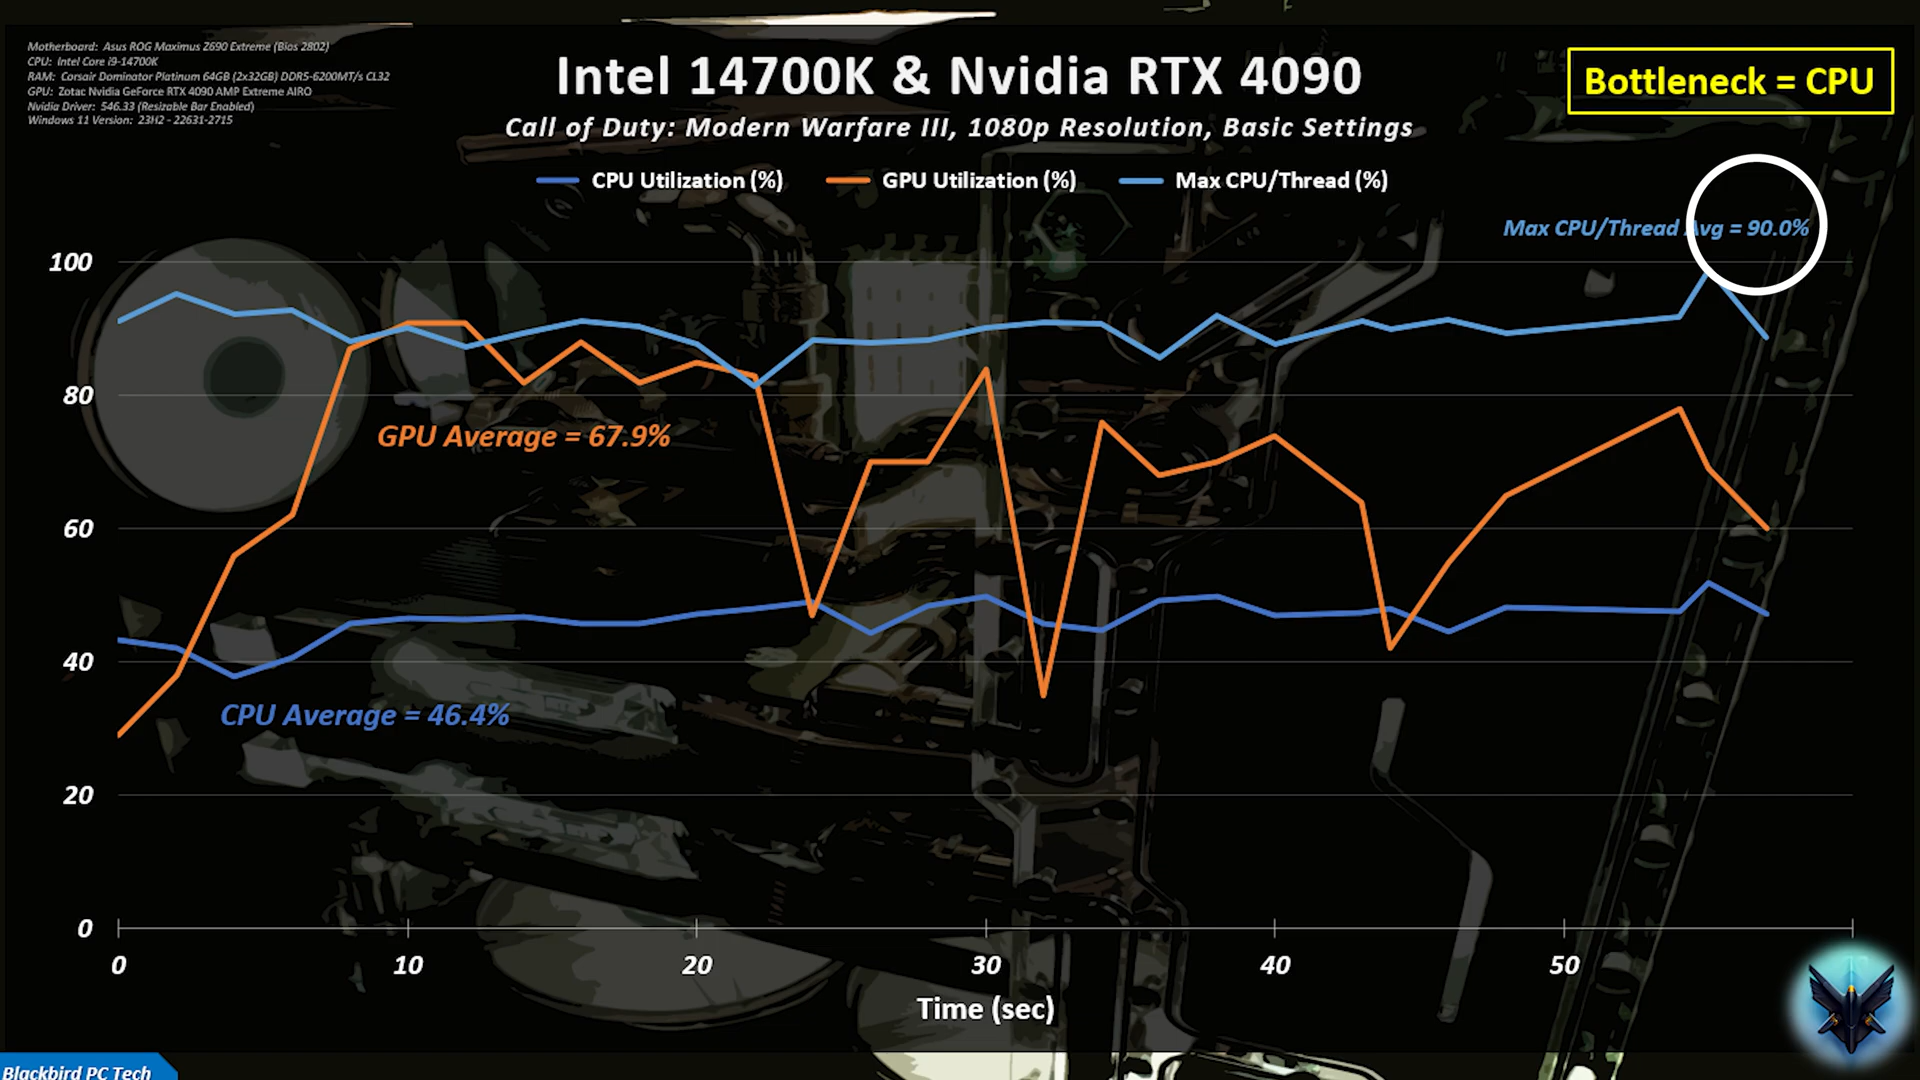 Motherboard: Asus ROG Maximus Z690 Extreme (Bios 2802)
CPU: Intel Core i9-14700K
RAM: Corsair Dominator Platinum 64GB (2x32GB) DDR5-6200MT/s CL32
GPU: Zotac Nvidia GeForce RTX 4090 AMP Extreme AIRO
Nvidia Driver: 546.33 (Resizable Bar Enabled)
Windows 11 Version: 23H2 - 22631-2715
Intel 14700K & Nvidia RTX 4090
Call of Duty: Modern Warfare III, 1080p Resolution, Basic Settings
Bottleneck = CPU
CPU Utilization (%) GPU Utilization (%) Max CPU/Thread (%)
Max CPU/Thread Avg = 90.0%
100
80
GPU Average = 67.9%
60
40
CPU Average = 46.4%
20
0
0 10 20 30 40 50
Time (sec)
Blackbird PC Tech